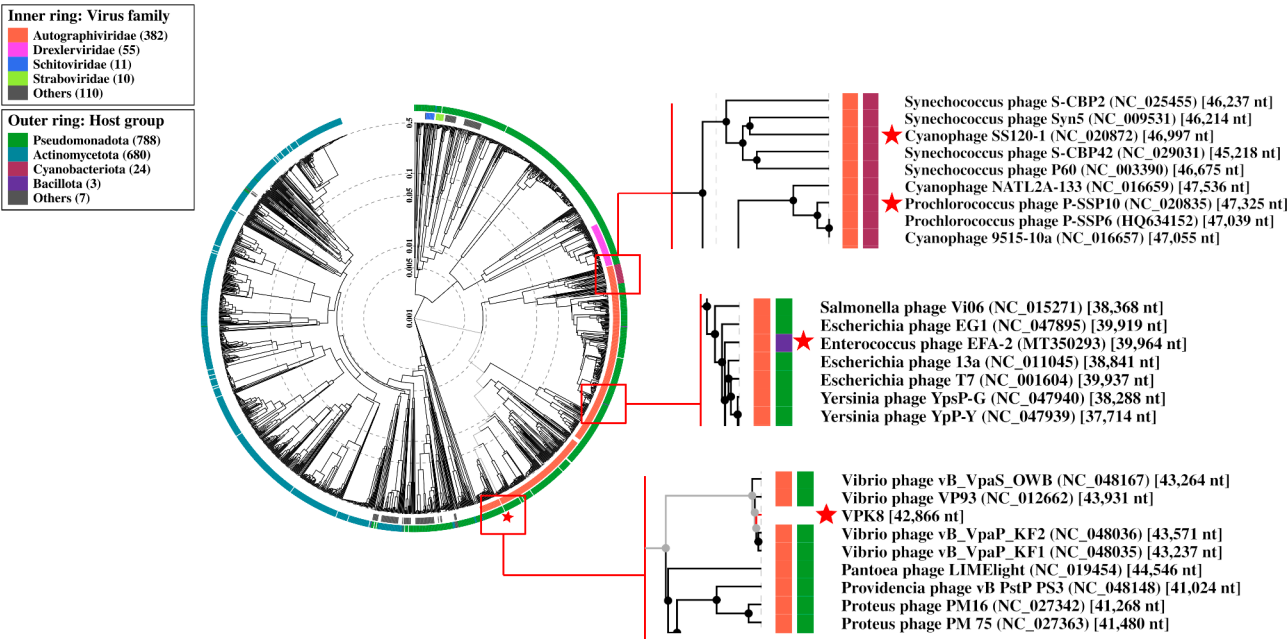 Inner ring: Virus family
Autographiviridae (382)
Drexlerviridae (55)
Schitoviridae (11)
Straboviridae (10)
Others (110)
Outer ring: Host group
Pseudomonadota (788)
Actinomycetota (680)
Cyanobacteriota (24)
Bacillota (3)
Others (7)
0.5
0.1
0.05
0.01
0.005
0.001
Synechococcus phage S-CBP2 (NC_025455) [46,237 nt]
Synechococcus phage Syn5 (NC_009531) [46,214 nt]
Cyanophage SS120-1 (NC_020872) [46,997 nt]
Synechococcus phage S-CBP42 (NC_029031) [45,218 nt]
Synechococcus phage P60 (NC_003390) [46,675 nt]
Cyanophage NATL2A-133 (NC_016659) [47,536 nt]
Prochlorococcus phage P-SSP10 (NC_020835) [47,325 nt]
Prochlorococcus phage P-SSP6 (HQ634152) [47,039 nt]
Cyanophage 9515-10a (NC_016657) [47,055 nt]
Salmonella phage Vi06 (NC_015271) [38,368 nt]
Escherichia phage EG1 (NC_047895) [39,919 nt]
Enterococcus phage EFA-2 (MT350293) [39,964 nt]
Escherichia phage 13a (NC_011045) [38,841 nt]
Escherichia phage T7 (NC_001604) [39,937 nt]
Yersinia phage YpsP-G (NC_047940) [38,288 nt]
Yersinia phage YpP-Y (NC_047939) [37,714 nt]
Vibrio phage vB_VpaS_OWB (NC_048167) [43,264 nt]
Vibrio phage VP93 (NC_012662) [43,931 nt]
VPK8 [42,866 nt]
Vibrio phage vB_VpaP_KF2 (NC_048036) [43,571 nt]
Vibrio phage vB_VpaP_KF1 (NC_048035) [43,237 nt]
Pantoea phage LIMElight (NC_019454) [44,546 nt]
Providencia phage vB PstP PS3 (NC_048148) [41,024 nt]
Proteus phage PM16 (NC_027342) [41,268 nt]
Proteus phage PM 75 (NC_027363) [41,480 nt]